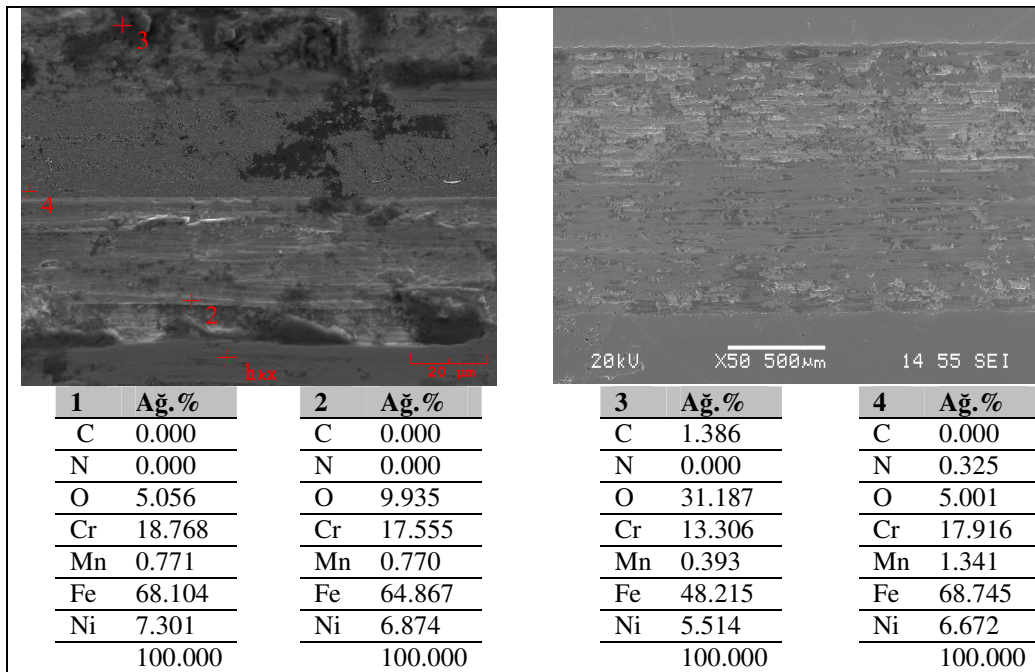 3
4
2
20 µm
20kU X50 500µm 14 55 SEI
1 Ağ.% 2 Ağ.% 3 Ağ.% 4 Ağ.%
C 0.000 C 0.000 C 1.386 C 0.000
N 0.000 N 0.000 N 0.000 N 0.325
O 5.056 O 9.935 O 31.187 O 5.001
Cr 18.768 Cr 17.555 Cr 13.306 Cr 17.916
Mn 0.771 Mn 0.770 Mn 0.393 Mn 1.341
Fe 68.104 Fe 64.867 Fe 48.215 Fe 68.745
Ni 7.301 Ni 6.874 Ni 5.514 Ni 6.672
100.000 100.000 100.000 100.000